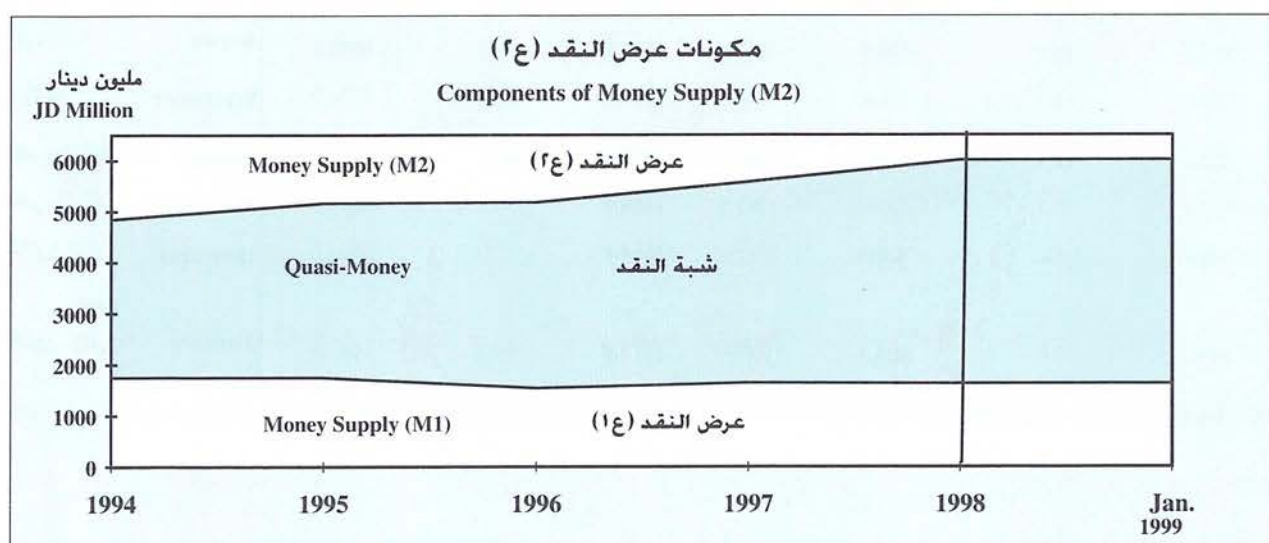 مكونات عرض النقد (ع٢)
مليون دينار
Components of Money Supply (M2)
JD Million
6000
Money Supply (M2) عرض النقد (ع٢)
5000
4000
Quasi-Money شبة النقد
3000
2000
1000
Money Supply (M1) عرض النقد (ع١)
0
1994 1995 1996 1997 1998 Jan.
1999